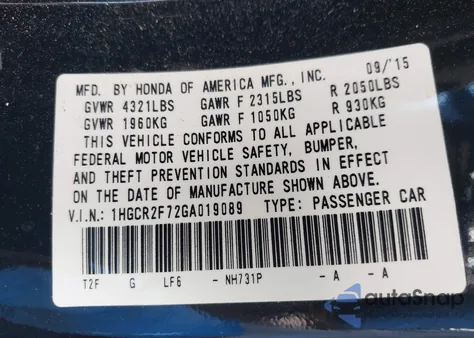 MFD. BY HONDA OF AMERICA MFG., INC. 09/'15
GVWR 4321LBS GAWR F 2315LBS R 2050LBS
GVWR 1960KG GAWR F 1050KG R 930KG
THIS VEHICLE CONFORMS TO ALL APPLICABLE
FEDERAL MOTOR VEHICLE SAFETY, BUMPER,
AND THEFT PREVENTION STANDARDS IN EFFECT
ON THE DATE OF MANUFACTURE SHOWN ABOVE.
V.I.N.: 1HGCR2F72GA019089 TYPE: PASSENGER CAR
T2F G LF6 - NH731P - A - A
autoSnap